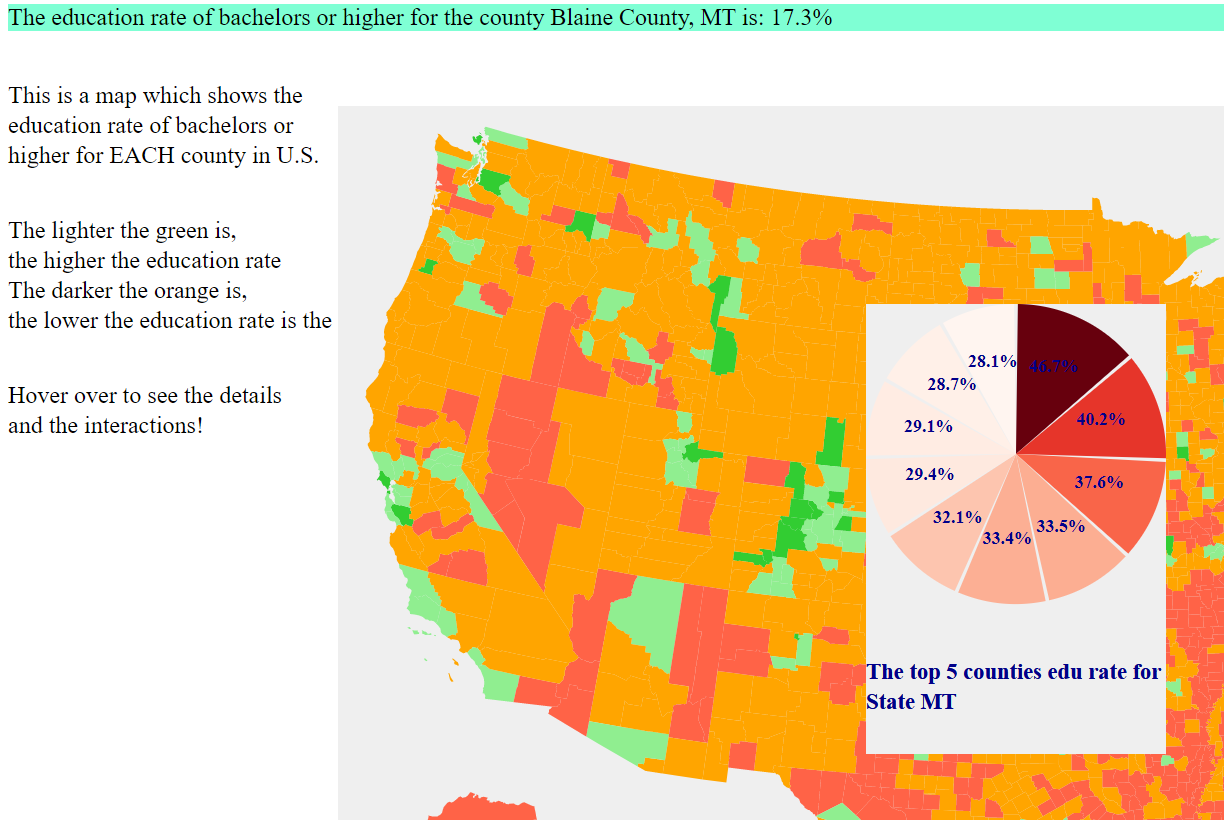 The education rate of bachelors or higher for the county Blaine County, MT is: 17.3%
This is a map which shows the
education rate of bachelors or
higher for EACH county in U.S.
The lighter the green is,
the higher the education rate
The darker the orange is,
the lower the education rate is the
Hover over to see the details
and the interactions!
28.1%
46.7%
28.7%
40.2%
29.1%
29.4%
37.6%
32.1%
33.5%
33.4%
The top 5 counties edu rate for
State MT